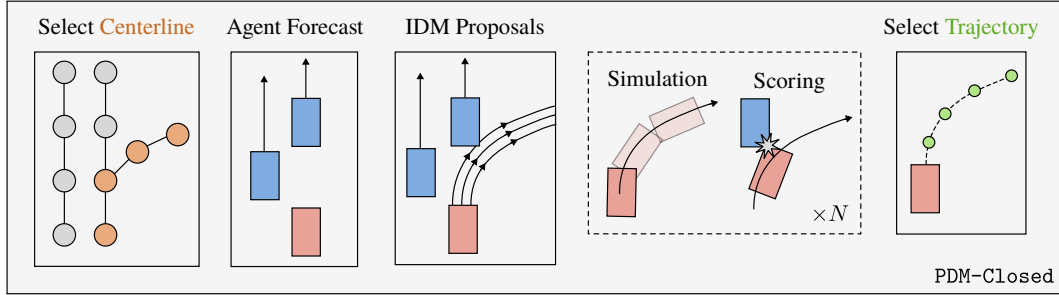 Select Centerline
Agent Forecast
IDM Proposals
Simulation
Scoring
×N
Select Trajectory
PDM-Closed